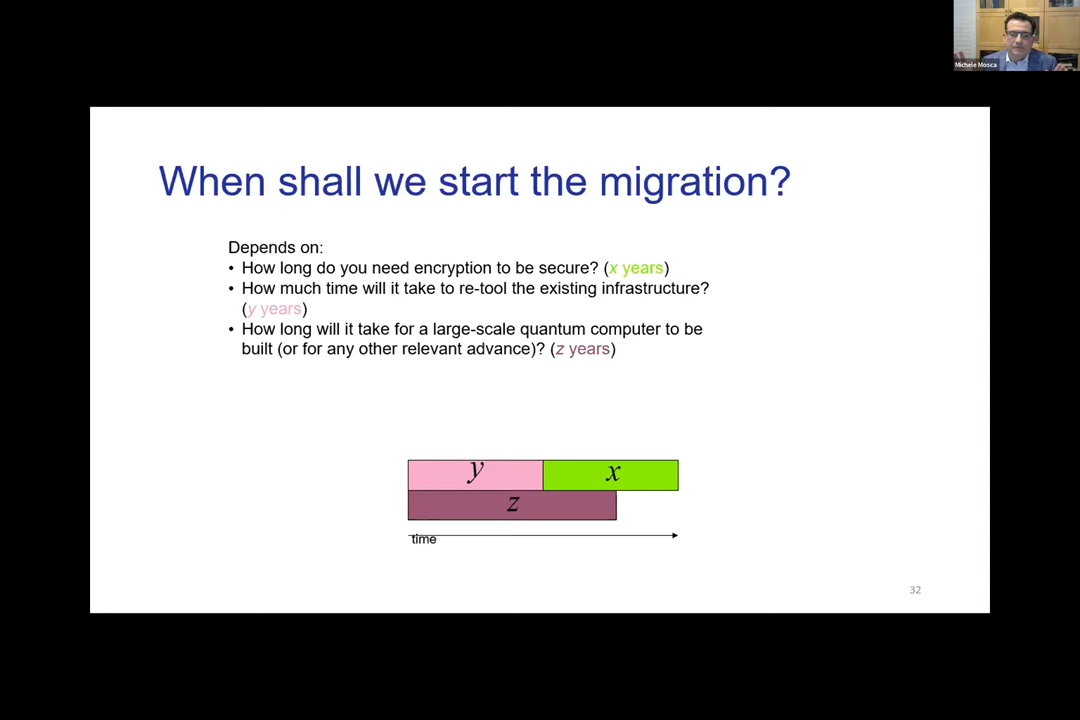 Michele Mosca
When shall we start the migration?
Depends on:
• How long do you need encryption to be secure? (x years)
• How much time will it take to re-tool the existing infrastructure?
(y years)
• How long will it take for a large-scale quantum computer to be
built (or for any other relevant advance)? (z years)
y
x
z
time
32